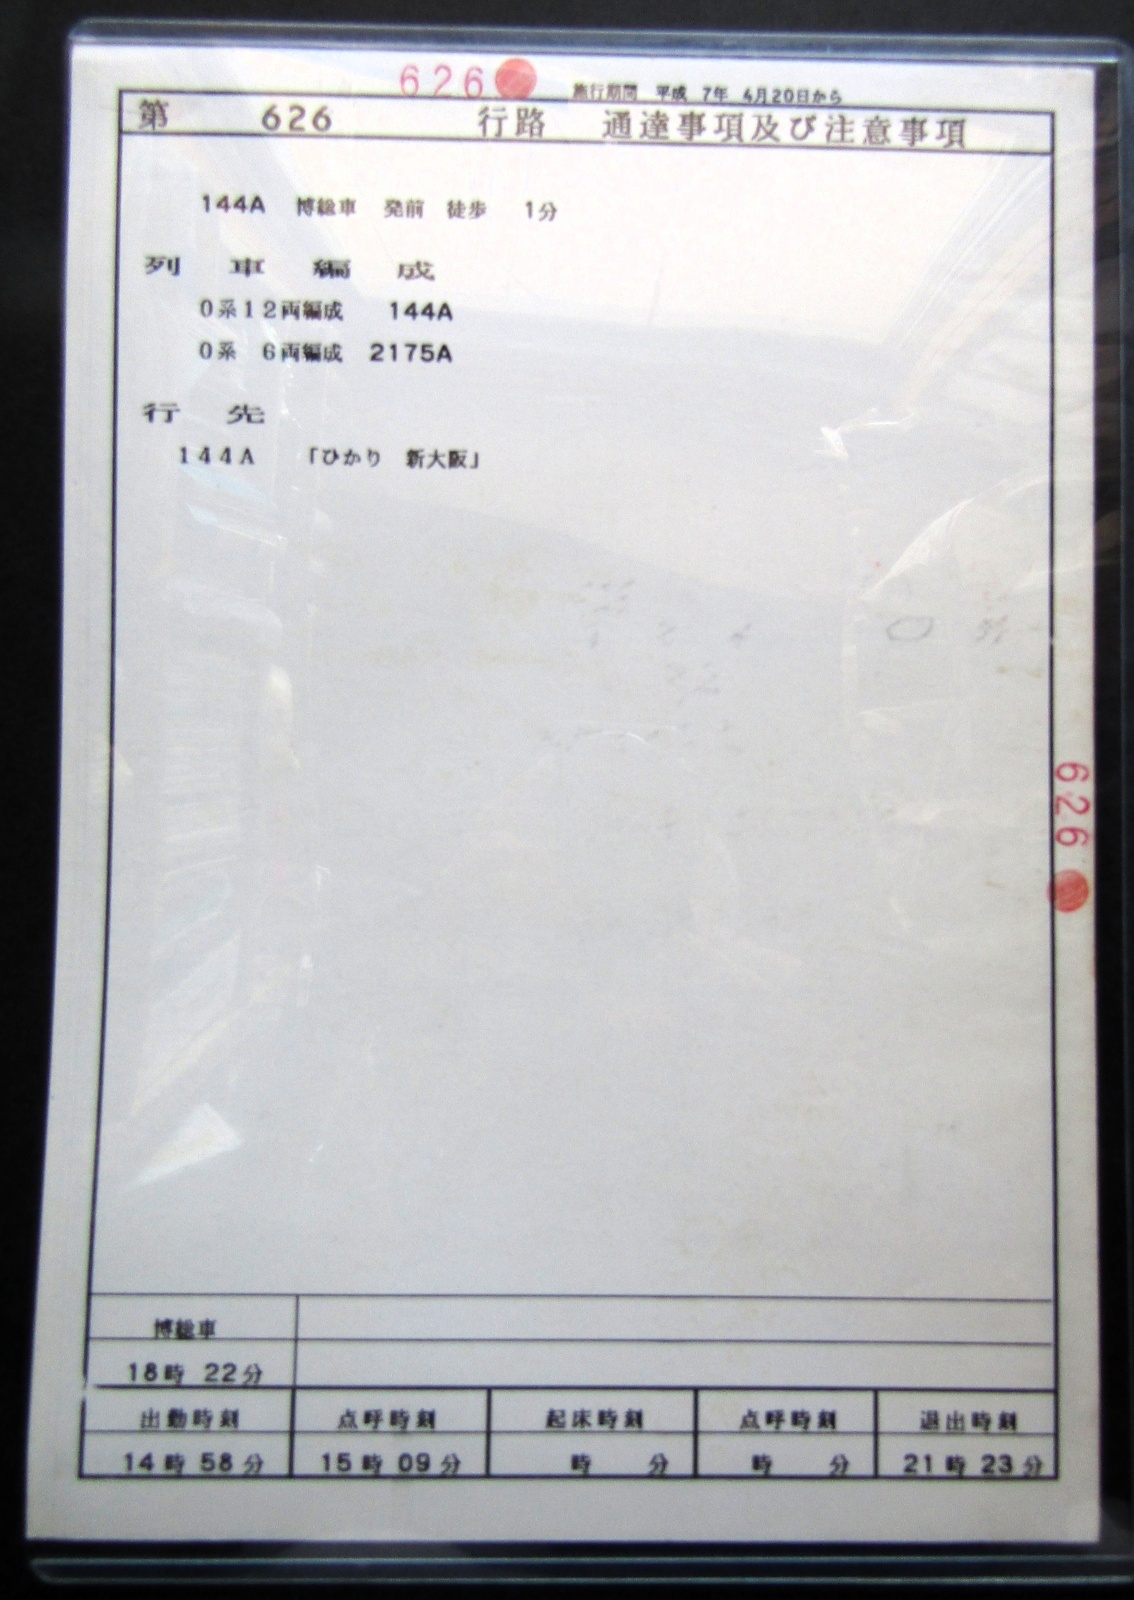 626
施行期間 平成 7年 4月20日から
第 626 行路 通達事項及び注意事項
144A 博総車 発前 徒歩 1分
列車編成
0系12両編成 144A
0系 6両編成 2175A
行先
144A 「ひかり 新大阪」
626
博総車
18時 22分
出勤時刻 点呼時刻 起床時刻 点呼時刻 退出時刻
14時 58分 15時 09分 時 分 時 分 21時 23分